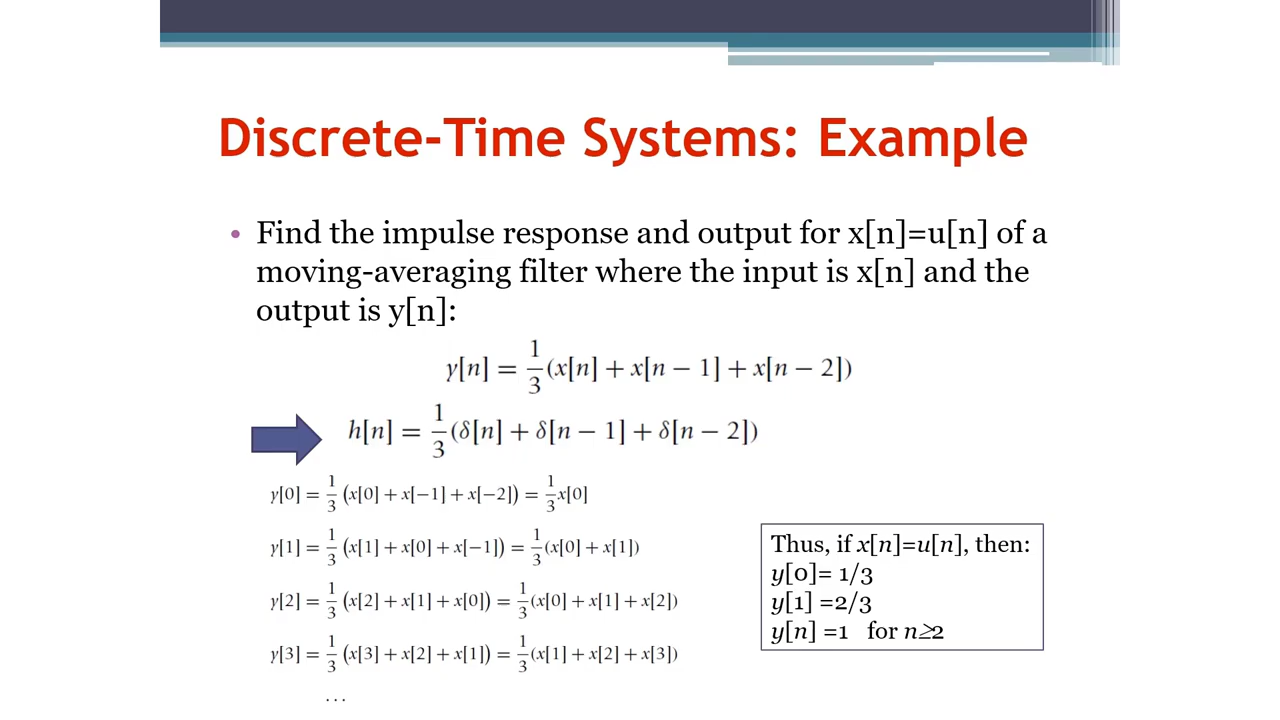 Discrete-Time Systems: Example
• Find the impulse response and output for x[n]=u[n] of a
moving-averaging filter where the input is x[n] and the
output is y[n]:
y[n] = 1/3 (x[n] + x[n − 1] + x[n − 2])
h[n] = 1/3 (δ[n] + δ[n − 1] + δ[n − 2])
y[0] = 1/3 (x[0] + x[−1] + x[−2]) = 1/3 x[0]
y[1] = 1/3 (x[1] + x[0] + x[−1]) = 1/3 (x[0] + x[1])
y[2] = 1/3 (x[2] + x[1] + x[0]) = 1/3 (x[0] + x[1] + x[2])
y[3] = 1/3 (x[3] + x[2] + x[1]) = 1/3 (x[1] + x[2] + x[3])
...
Thus, if x[n]=u[n], then:
y[0]= 1/3
y[1] =2/3
y[n] =1 for n≥2